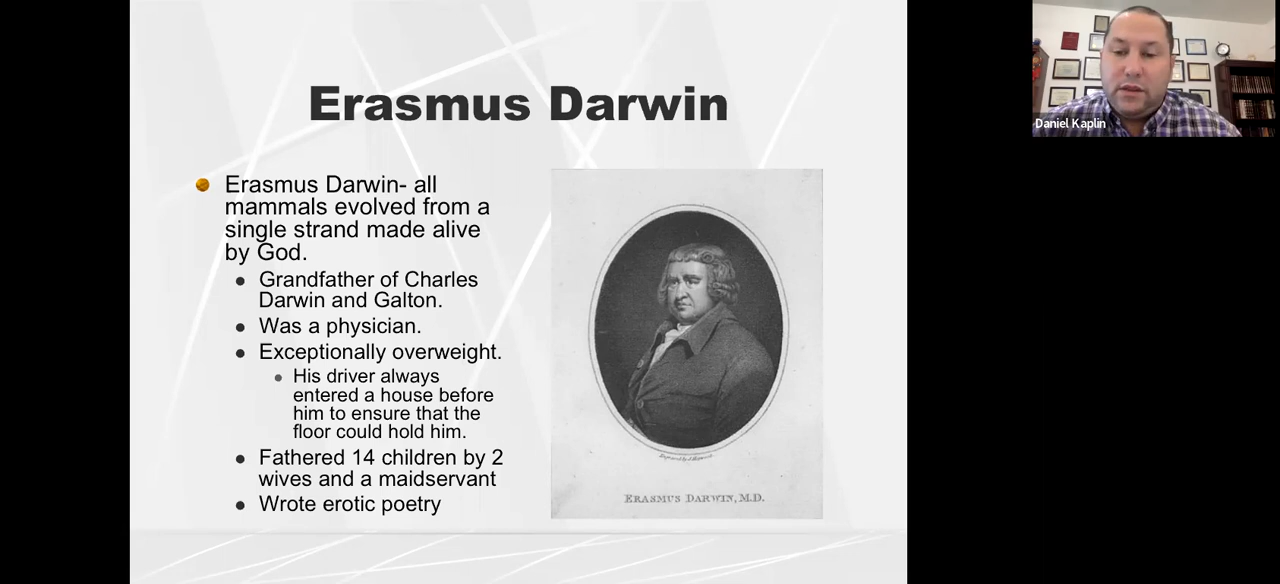 Erasmus Darwin
Daniel Kaplin
Erasmus Darwin- all
mammals evolved from a
single strand made alive
by God.
Grandfather of Charles
Darwin and Galton.
Was a physician.
Exceptionally overweight.
His driver always
entered a house before
him to ensure that the
floor could hold him.
Fathered 14 children by 2
wives and a maidservant
Wrote erotic poetry
ERASMUS DARWIN, M.D.